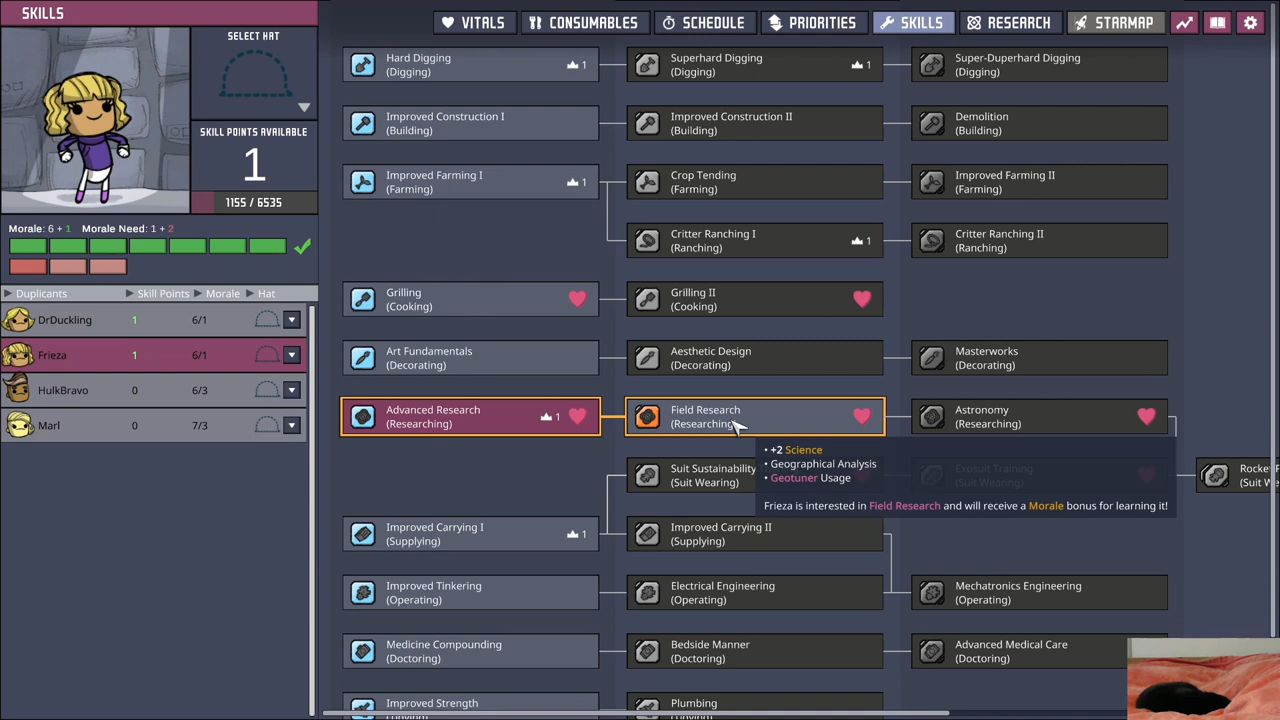 SKILLS
VITALS
CONSUMABLES
SCHEDULE
PRIORITIES
SKILLS
RESEARCH
STARMAP
SELECT HAT
SKILL POINTS AVAILABLE
1
1155 / 6535
Morale: 6 + 1 Morale Need: 1 + 2
Duplicants Skill Points Morale Hat
DrDuckling 1 6/1
Frieza 1 6/1
HulkBravo 0 6/3
Marl 0 7/3
Hard Digging
(Digging)
1
Superhard Digging
(Digging)
1
Super-Duperhard Digging
(Digging)
Improved Construction I
(Building)
Improved Construction II
(Building)
Demolition
(Building)
Improved Farming I
(Farming)
1
Crop Tending
(Farming)
Improved Farming II
(Farming)
Critter Ranching I
(Ranching)
1
Critter Ranching II
(Ranching)
Grilling
(Cooking)
Grilling II
(Cooking)
Art Fundamentals
(Decorating)
Aesthetic Design
(Decorating)
Masterworks
(Decorating)
Advanced Research
(Researching)
1
Field Research
(Researching)
Astronomy
(Researching)
• +2 Science
• Geographical Analysis
• Geotuner Usage
Frieza is interested in Field Research and will receive a Morale bonus for learning it!
Suit Sustainability
(Suit Wearing)
Exosuit Training
(Suit Wearing)
Improved Carrying I
(Supplying)
1
Improved Carrying II
(Supplying)
Improved Tinkering
(Operating)
Electrical Engineering
(Operating)
Mechatronics Engineering
(Operating)
Medicine Compounding
(Doctoring)
Bedside Manner
(Doctoring)
Advanced Medical Care
(Doctoring)
Improved Strength
Plumbing